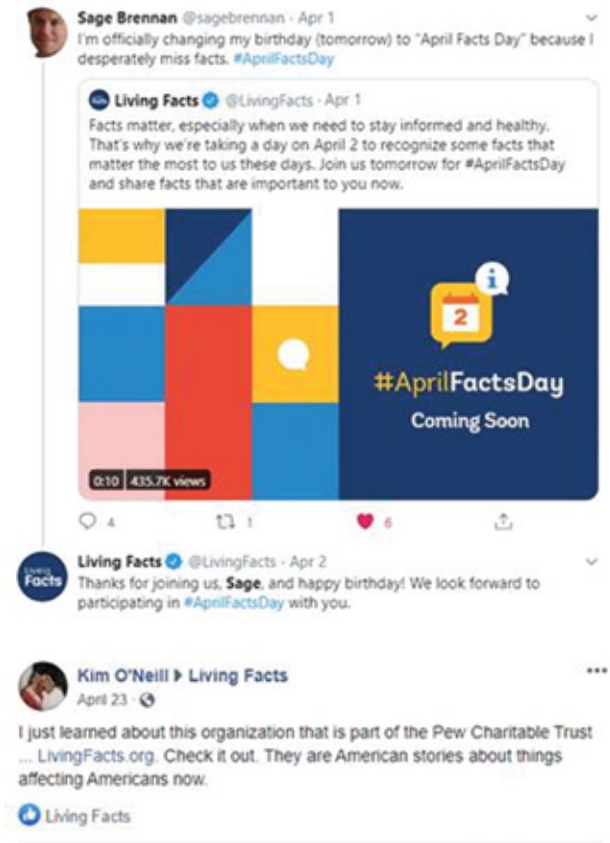 Sage Brennan @sagebrennan · Apr 1
I'm officially changing my birthday (tomorrow) to "April Facts Day" because I
desperately miss facts. #AprilFactsDay
Living Facts @LivingFacts · Apr 1
Facts matter, especially when we need to stay informed and healthy.
That's why we're taking a day on April 2 to recognize some facts that
matter the most to us these days. Join us tomorrow for #AprilFactsDay
and share facts that are important to you now.
i
2
#AprilFactsDay
Coming Soon
0:10 435.7K views
4 1 6
Living Facts @LivingFacts · Apr 2
Living
Facts
Thanks for joining us, Sage, and happy birthday! We look forward to
participating in #AprilFactsDay with you.
Kim O'Neill ▸ Living Facts
April 23 ·
I just learned about this organization that is part of the Pew Charitable Trust
... LivingFacts.org. Check it out. They are American stories about things
affecting Americans now.
Living Facts